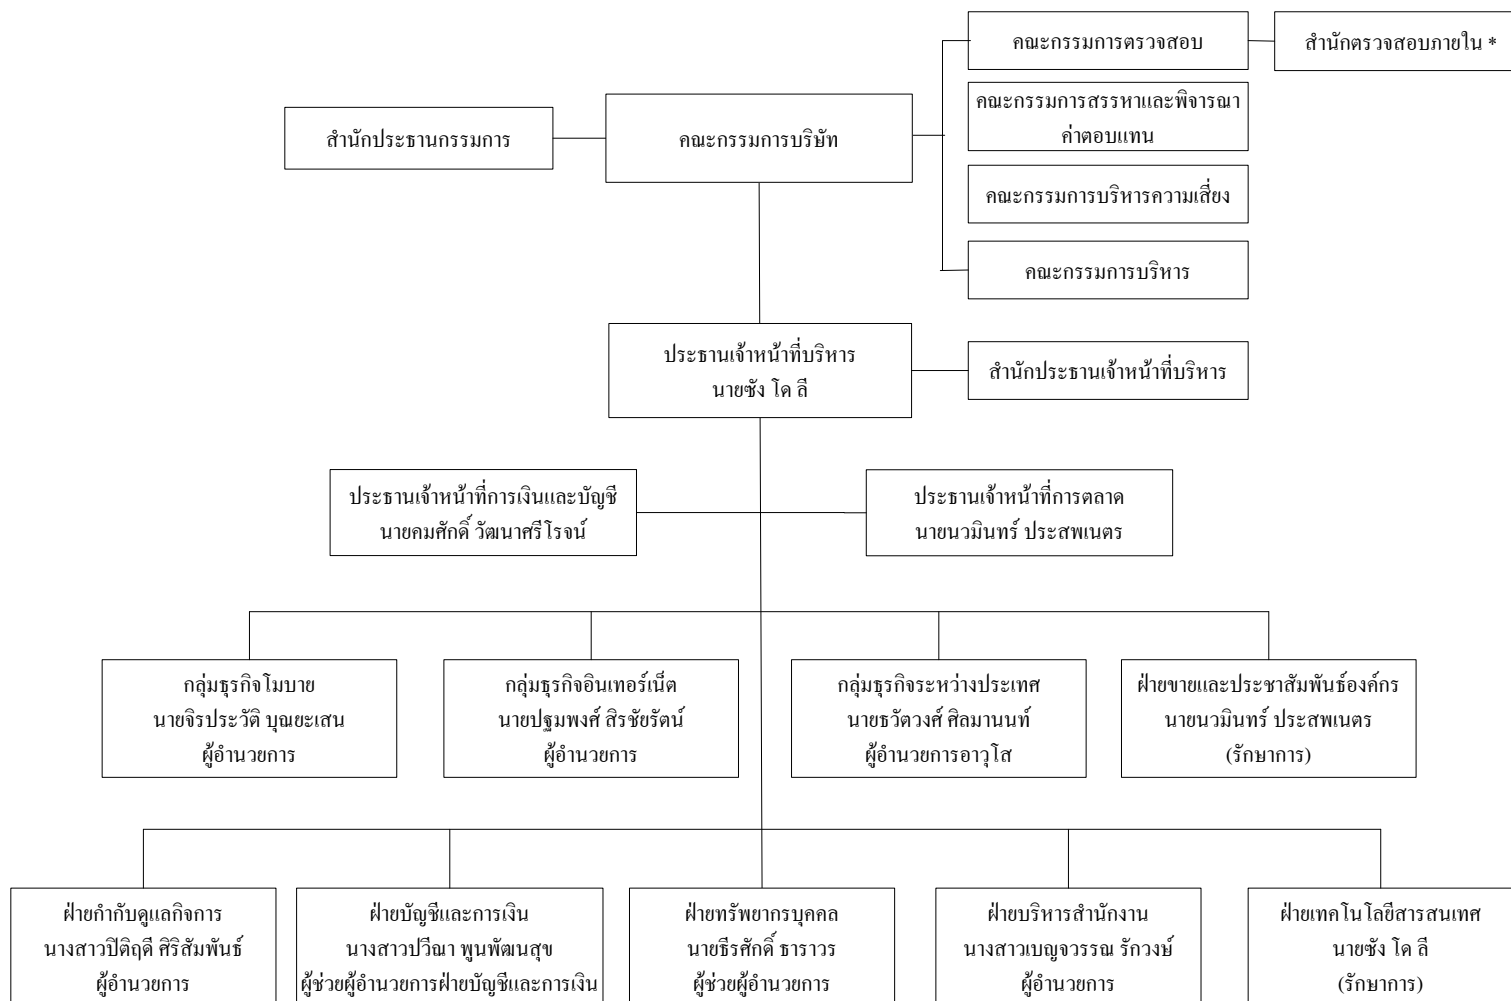 คณะกรรมการตรวจสอบ
สำนักตรวจสอบภายใน *
คณะกรรมการสรรหาและพิจารณา
ค่าตอบแทน
สำนักประธานกรรมการ
คณะกรรมการบริษัท
คณะกรรมการบริหารความเสี่ยง
คณะกรรมการบริหาร
ประธานเจ้าหน้าที่บริหาร
นายซัง โด ลี
สำนักประธานเจ้าหน้าที่บริหาร
ประธานเจ้าหน้าที่การเงินและบัญชี
นายคมศักดิ์ วัฒนาศรีโรจน์
ประธานเจ้าหน้าที่การตลาด
นายนวมินทร์ ประสพเนตร
กลุ่มธุรกิจโมบาย
นายจิรประวัติ บุณยะเสน
ผู้อำนวยการ
กลุ่มธุรกิจอินเทอร์เน็ต
นายปฐมพงศ์ สิรชัยรัตน์
ผู้อำนวยการ
กลุ่มธุรกิจระหว่างประเทศ
นายธวัตวงศ์ ศิลมานนท์
ผู้อำนวยการอาวุโส
ฝ่ายขายและประชาสัมพันธ์องค์กร
นายนวมินทร์ ประสพเนตร
(รักษาการ)
ฝ่ายกำกับดูแลกิจการ
นางสาวปิติฤดี ศิริสัมพันธ์
ผู้อำนวยการ
ฝ่ายบัญชีและการเงิน
นางสาวปวีณา พูนพัฒนสุข
ผู้ช่วยผู้อำนวยการฝ่ายบัญชีและการเงิน
ฝ่ายทรัพยากรบุคคล
นายธีรศักดิ์ ธาราวร
ผู้ช่วยผู้อำนวยการ
ฝ่ายบริหารสำนักงาน
นางสาวเบญจวรรณ รักวงษ์
ผู้อำนวยการ
ฝ่ายเทคโนโลยีสารสนเทศ
นายซัง โด ลี
(รักษาการ)